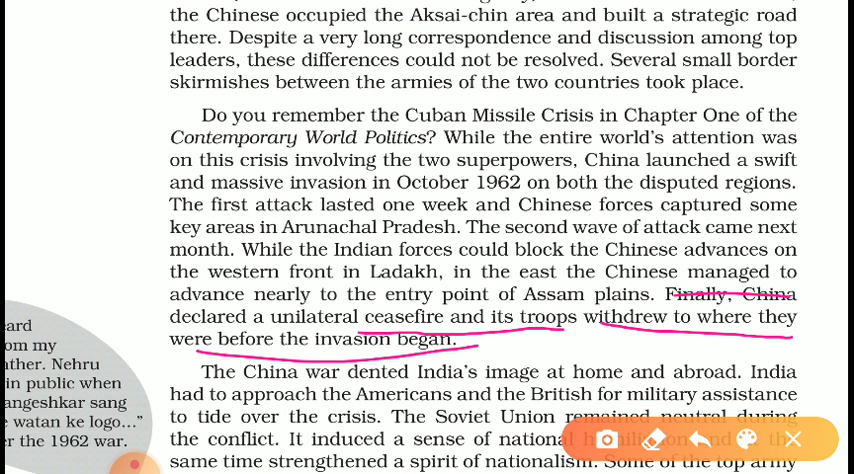 the Chinese occupied the Aksai-chin area and built a strategic road
there. Despite a very long correspondence and discussion among top
leaders, these differences could not be resolved. Several small border
skirmishes between the armies of the two countries took place.
Do you remember the Cuban Missile Crisis in Chapter One of the
Contemporary World Politics? While the entire world's attention was
on this crisis involving the two superpowers, China launched a swift
and massive invasion in October 1962 on both the disputed regions.
The first attack lasted one week and Chinese forces captured some
key areas in Arunachal Pradesh. The second wave of attack came next
month. While the Indian forces could block the Chinese advances on
the western front in Ladakh, in the east the Chinese managed to
advance nearly to the entry point of Assam plains. Finally, China
declared a unilateral ceasefire and its troops withdrew to where they
were before the invasion began.
The China war dented India's image at home and abroad. India
had to approach the Americans and the British for military assistance
to tide over the crisis. The Soviet Union remained neutral during
the conflict. It induced a sense of national
same time strengthened a spirit of nationalism. Some of the top army
eard
om my
ather. Nehru
in public when
angeshkar sang
e watan ke logo..."
er the 1962 war.